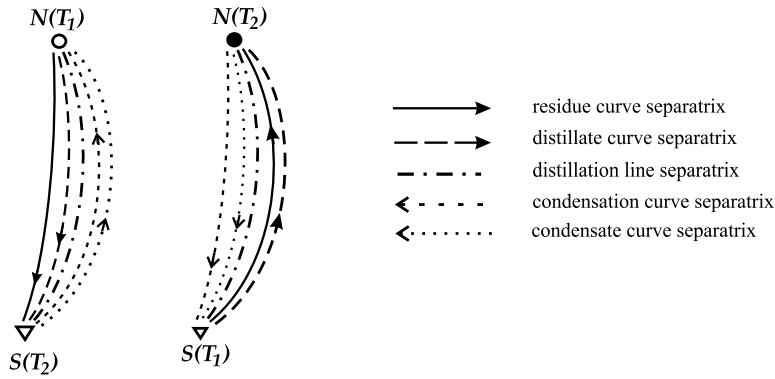 N(T1)
N(T2)
residue curve separatrix
distillate curve separatrix
distillation line separatrix
condensation curve separatrix
condensate curve separatrix
S(T2)
S(T1)